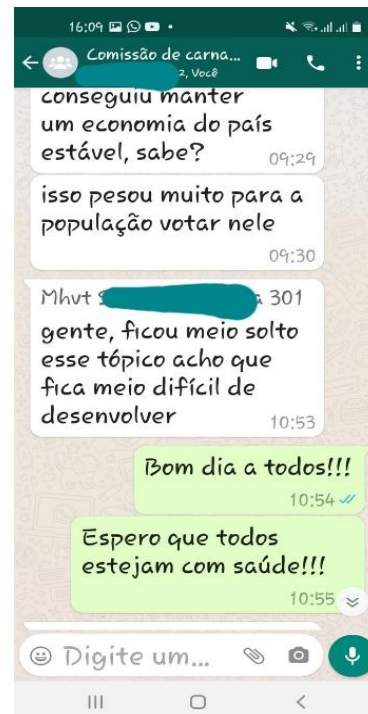 16:09
Comissão de carna...
2, Você
conseguiu manter
um economia do país
estável, sabe?
09:29
isso pesou muito para a
população votar nele
09:30
Mhvt 301
gente, ficou meio solto
esse tópico acho que
fica meio difícil de
desenvolver
10:53
Bom dia a todos!!!
10:54
Espero que todos
estejam com saúde!!!
10:55
Digite um...